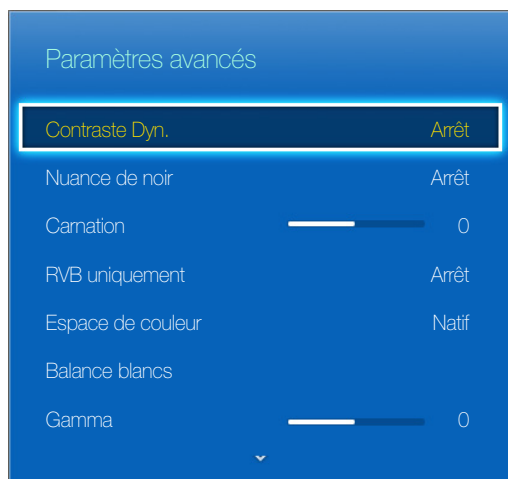 Paramètres avancés
Contraste Dyn. Arrêt
Nuance de noir Arrêt
Carnation 0
RVB uniquement Arrêt
Espace de couleur Natif
Balance blancs
Gamma 0